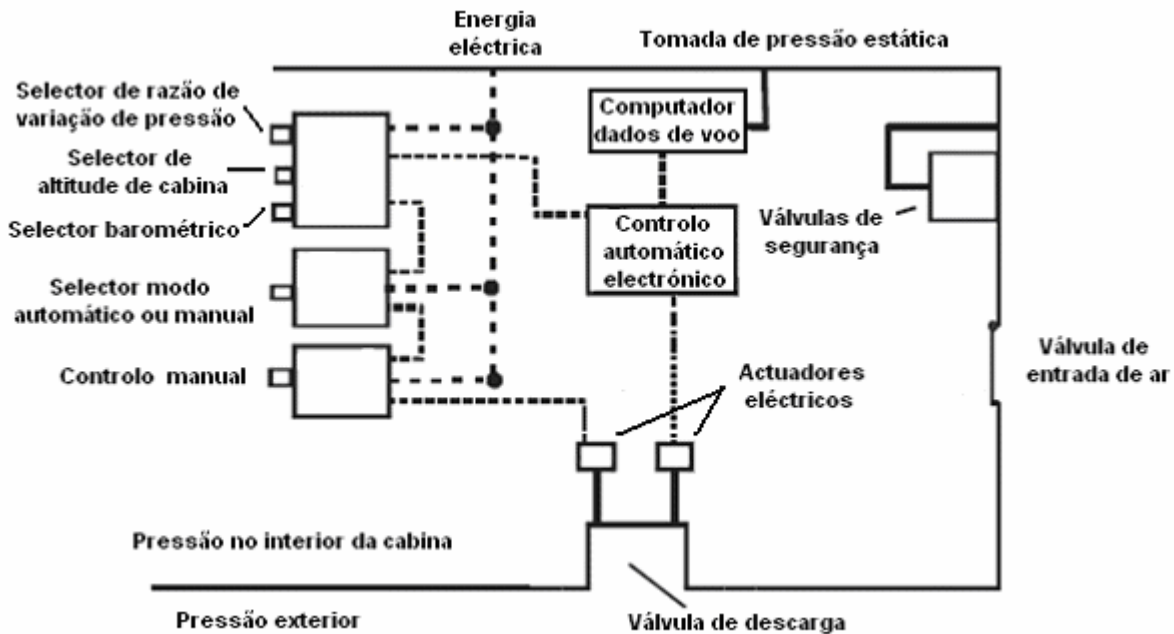 Energia
eléctrica
Tomada de pressão estática
Selector de razão de
variação de pressão
Computador
dados de voo
Selector de
altitude de cabina
Selector barométrico
Controlo
automático
electrónico
Válvulas de
segurança
Selector modo
automático ou manual
Controlo manual
Actuadores
eléctricos
Válvula de
entrada de ar
Pressão no interior da cabina
Pressão exterior
Válvula de descarga